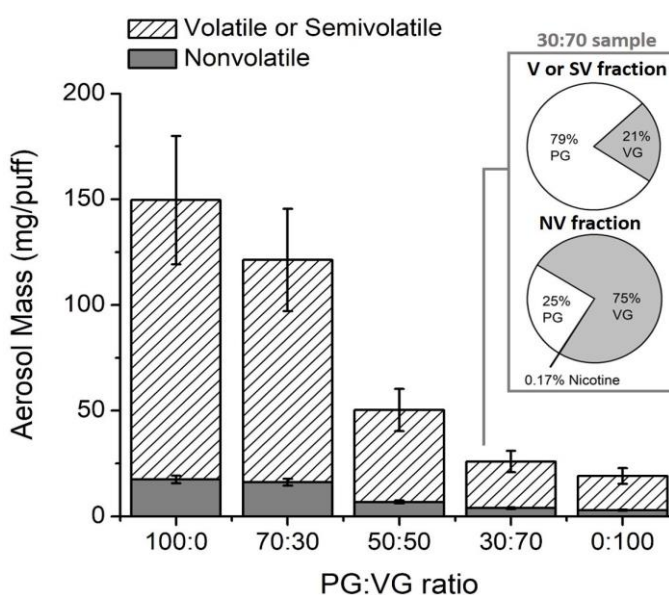 Volatile or Semivolatile
Nonvolatile
30:70 sample
V or SV fraction
79%
PG
21%
VG
NV fraction
25%
PG
75%
VG
0.17% Nicotine
Aerosol Mass (mg/puff)
200
150
100
50
0
100:0 70:30 50:50 30:70 0:100
PG:VG ratio